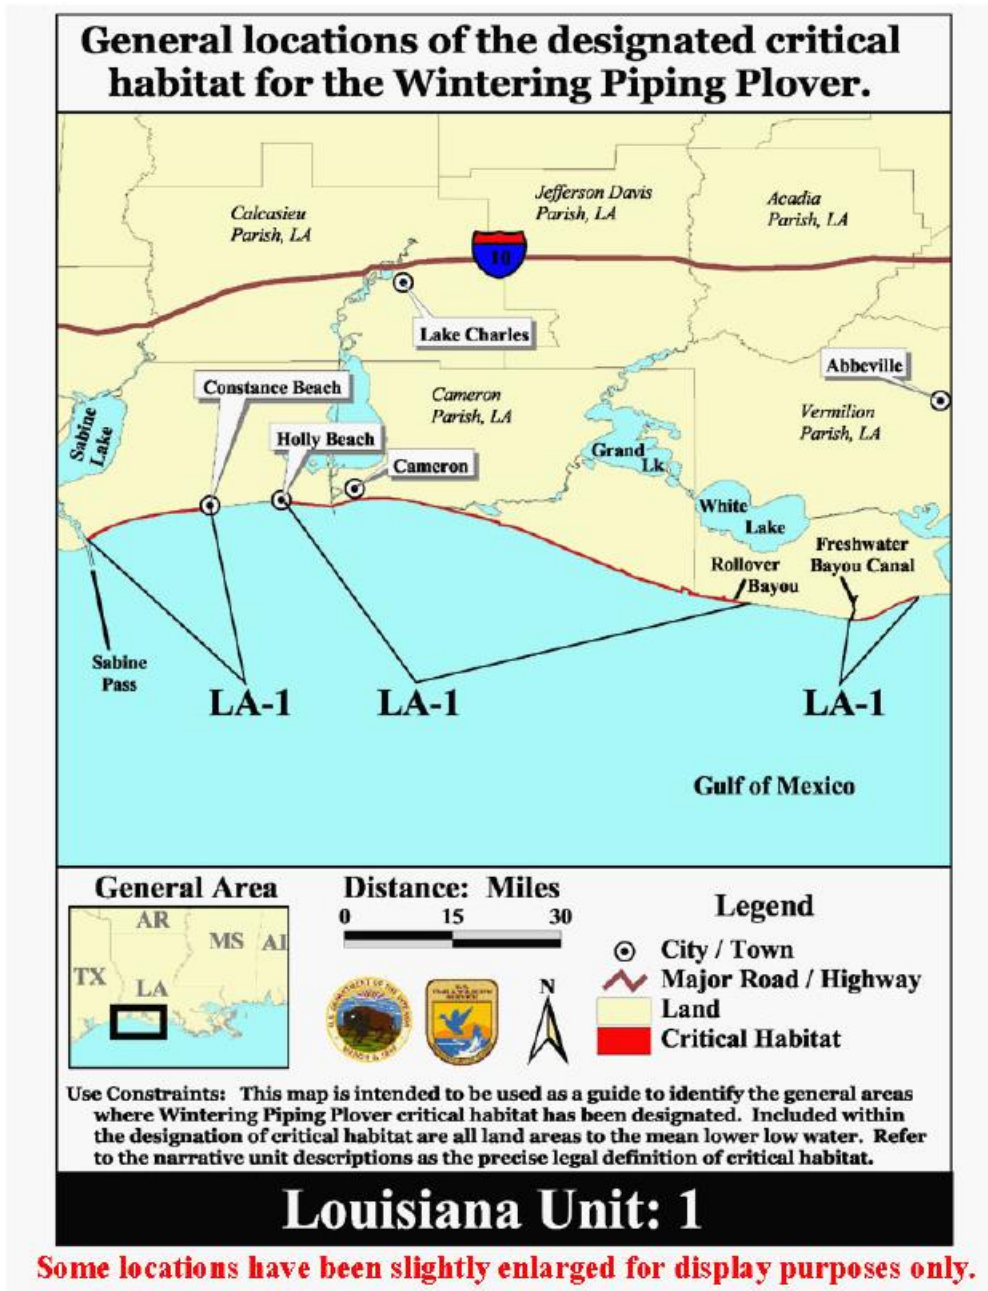 General locations of the designated critical
habitat for the Wintering Piping Plover.
Calcasieu
Parish, LA
Jefferson Davis
Parish, LA
Acadia
Parish, LA
10
Lake Charles
Abbeville
Constance Beach
Cameron
Parish, LA
Vermilion
Parish, LA
Sabine
Lake
Holly Beach
Grand
Lk
Cameron
White
Lake
Freshwater
Bayou Canal
Rollover
Bayou
Sabine
Pass
LA-1
LA-1
LA-1
Gulf of Mexico
General Area
AR
MS
AL
TX
LA
Distance: Miles
0 15 30
N
Legend
City / Town
Major Road / Highway
Land
Critical Habitat
Use Constraints: This map is intended to be used as a guide to identify the general areas
where Wintering Piping Plover critical habitat has been designated. Included within
the designation of critical habitat are all land areas to the mean lower low water. Refer
to the narrative unit descriptions as the precise legal definition of critical habitat.
Louisiana Unit: 1
Some locations have been slightly enlarged for display purposes only.